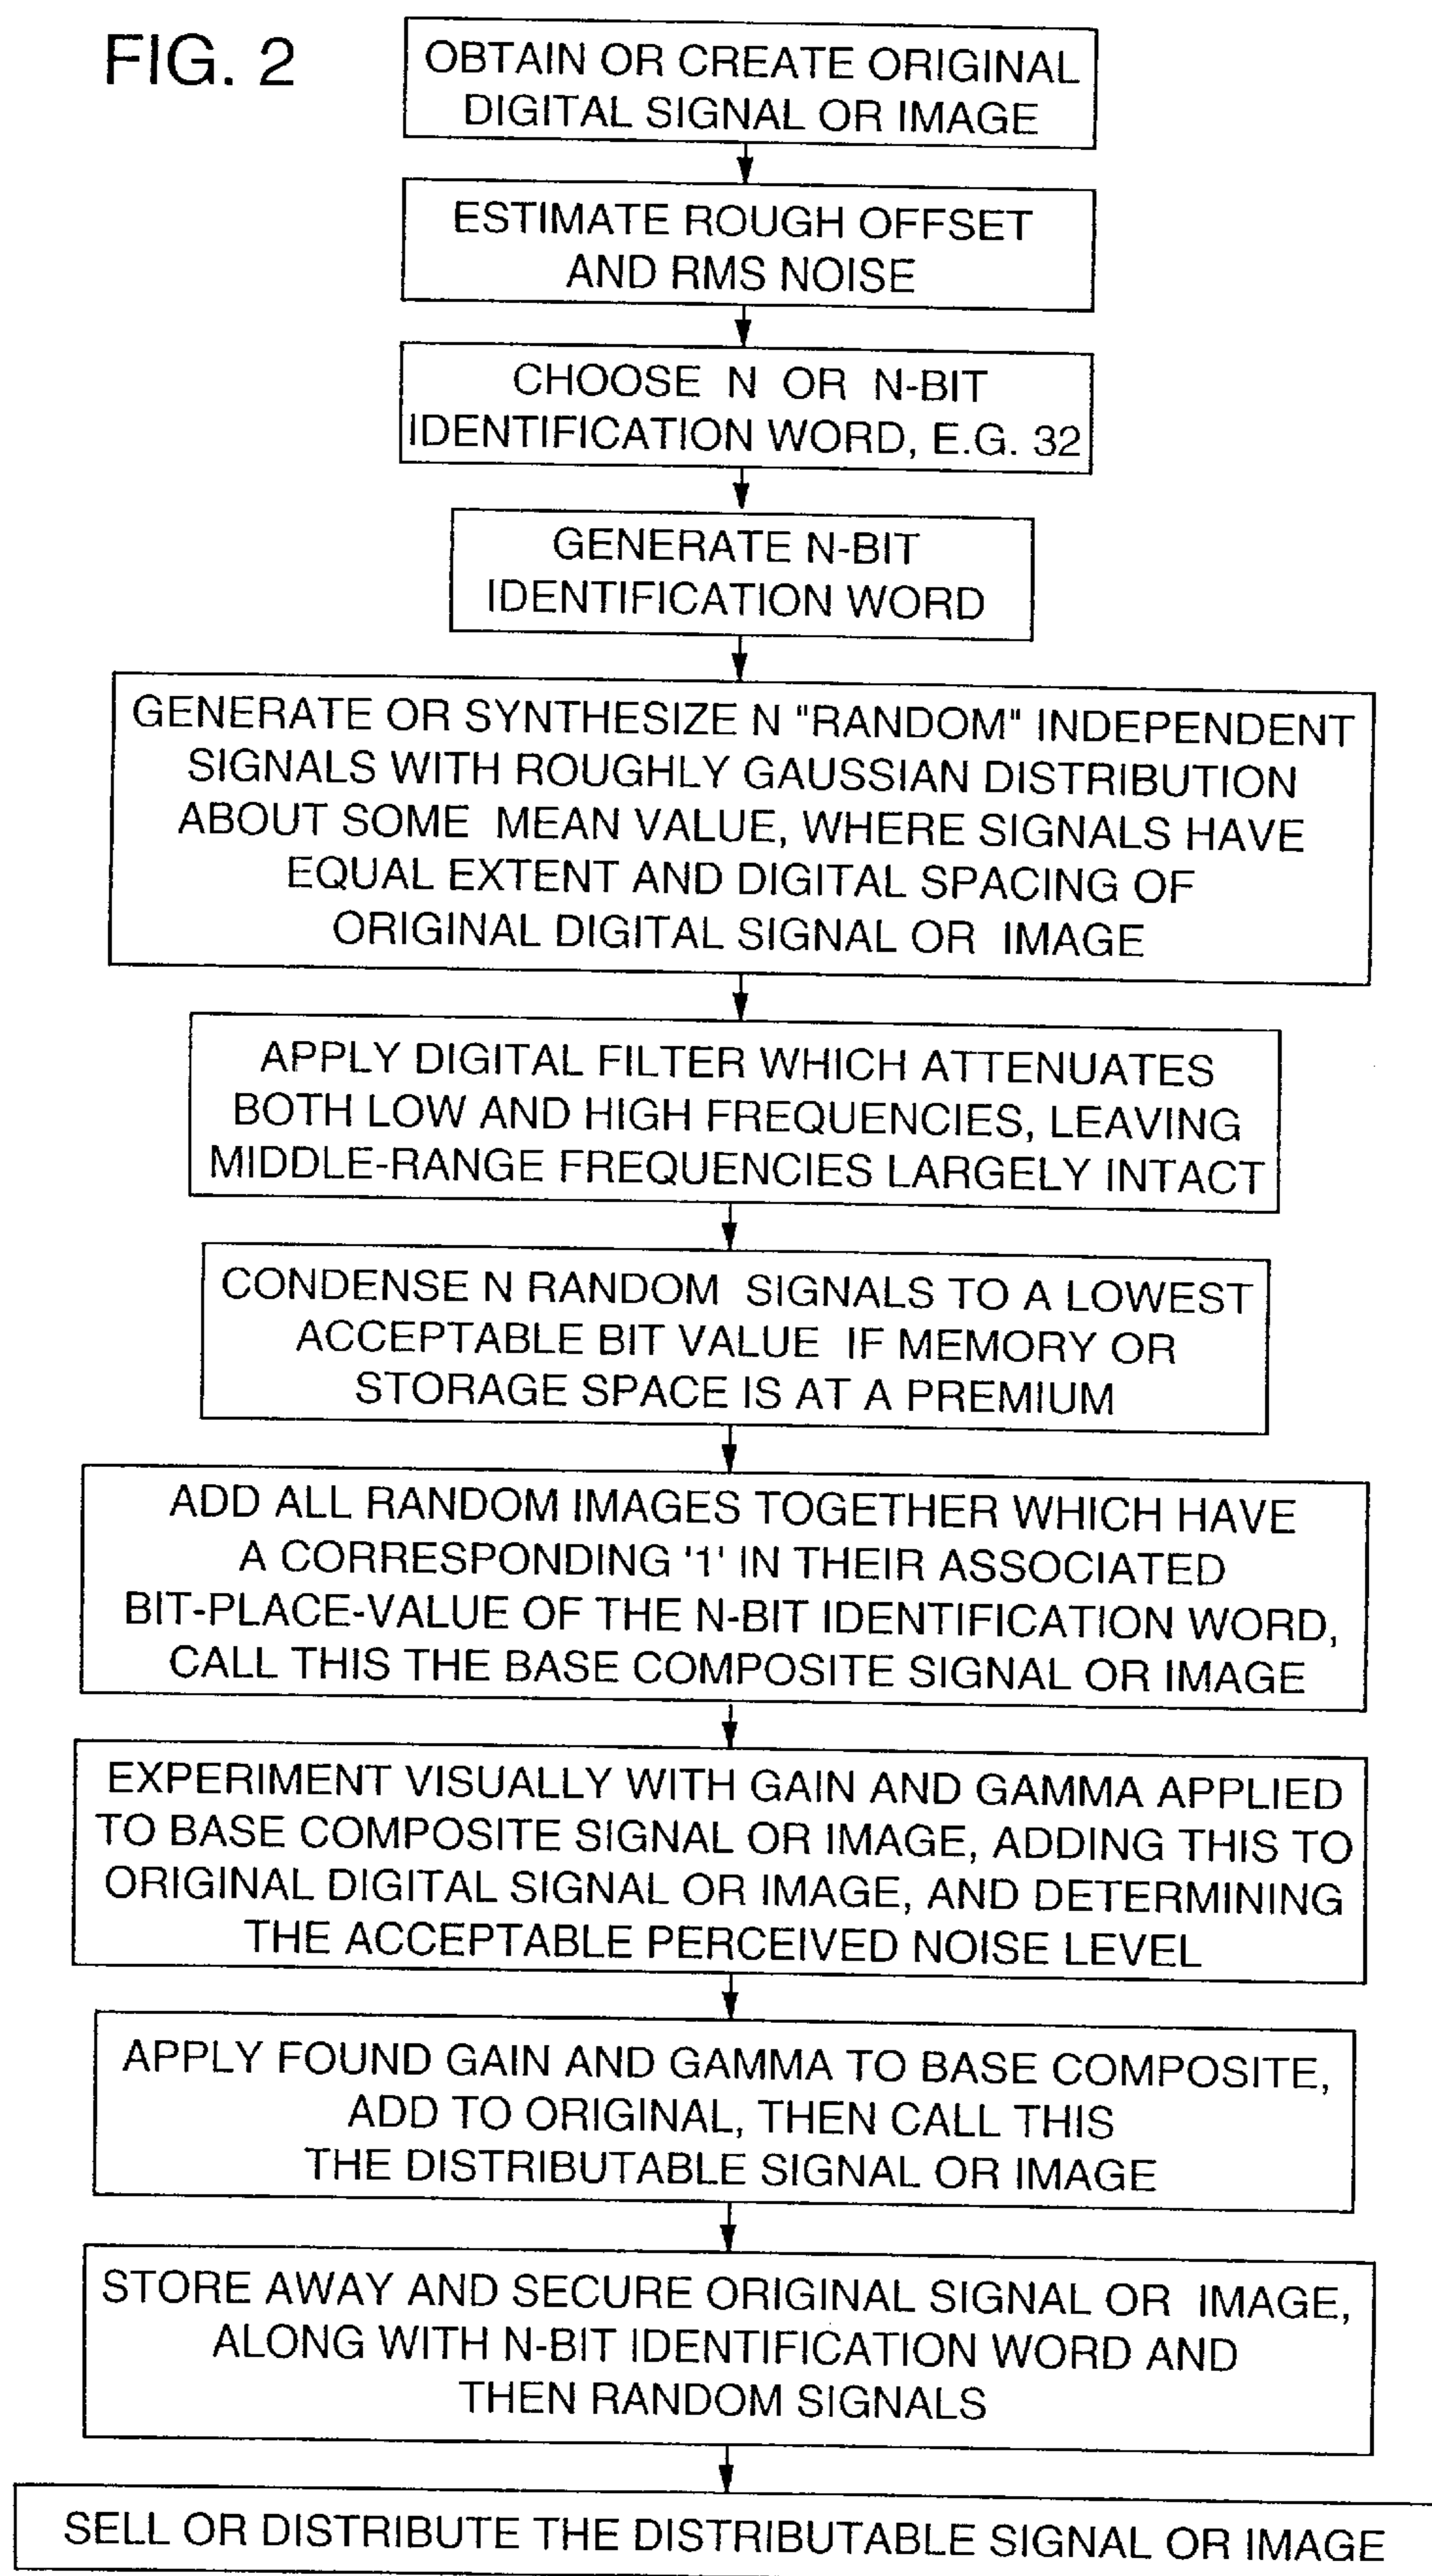 FIG. 2
OBTAIN OR CREATE ORIGINAL
DIGITAL SIGNAL OR IMAGE
ESTIMATE ROUGH OFFSET
AND RMS NOISE
CHOOSE N OR N-BIT
IDENTIFICATION WORD, E.G. 32
GENERATE N-BIT
IDENTIFICATION WORD
GENERATE OR SYNTHESIZE N "RANDOM" INDEPENDENT
SIGNALS WITH ROUGHLY GAUSSIAN DISTRIBUTION
ABOUT SOME MEAN VALUE, WHERE SIGNALS HAVE
EQUAL EXTENT AND DIGITAL SPACING OF
ORIGINAL DIGITAL SIGNAL OR IMAGE
APPLY DIGITAL FILTER WHICH ATTENUATES
BOTH LOW AND HIGH FREQUENCIES, LEAVING
MIDDLE-RANGE FREQUENCIES LARGELY INTACT
CONDENSE N RANDOM SIGNALS TO A LOWEST
ACCEPTABLE BIT VALUE IF MEMORY OR
STORAGE SPACE IS AT A PREMIUM
ADD ALL RANDOM IMAGES TOGETHER WHICH HAVE
A CORRESPONDING '1' IN THEIR ASSOCIATED
BIT-PLACE-VALUE OF THE N-BIT IDENTIFICATION WORD,
CALL THIS THE BASE COMPOSITE SIGNAL OR IMAGE
EXPERIMENT VISUALLY WITH GAIN AND GAMMA APPLIED
TO BASE COMPOSITE SIGNAL OR IMAGE, ADDING THIS TO
ORIGINAL DIGITAL SIGNAL OR IMAGE, AND DETERMINING
THE ACCEPTABLE PERCEIVED NOISE LEVEL
APPLY FOUND GAIN AND GAMMA TO BASE COMPOSITE,
ADD TO ORIGINAL, THEN CALL THIS
THE DISTRIBUTABLE SIGNAL OR IMAGE
STORE AWAY AND SECURE ORIGINAL SIGNAL OR IMAGE,
ALONG WITH N-BIT IDENTIFICATION WORD AND
THEN RANDOM SIGNALS
SELL OR DISTRIBUTE THE DISTRIBUTABLE SIGNAL OR IMAGE